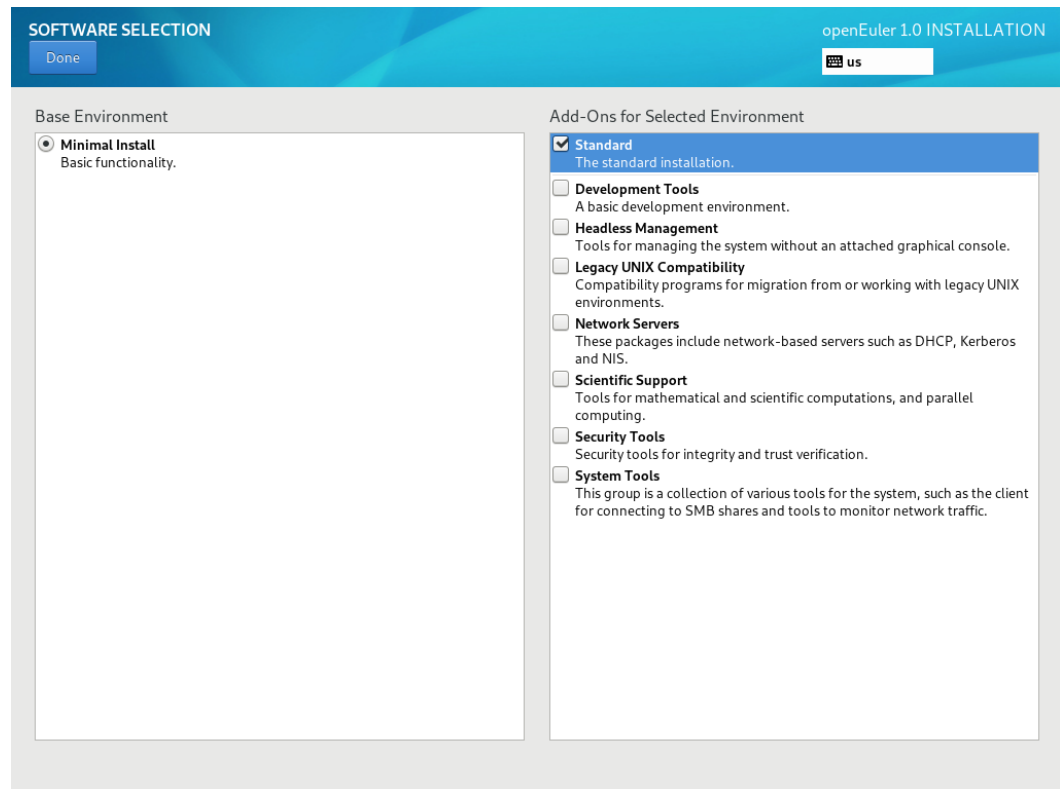 SOFTWARE SELECTION
Done
openEuler 1.0 INSTALLATION
us
Base Environment
Minimal Install
Basic functionality.
Add-Ons for Selected Environment
Standard
The standard installation.
Development Tools
A basic development environment.
Headless Management
Tools for managing the system without an attached graphical console.
Legacy UNIX Compatibility
Compatibility programs for migration from or working with legacy UNIX
environments.
Network Servers
These packages include network-based servers such as DHCP, Kerberos
and NIS.
Scientific Support
Tools for mathematical and scientific computations, and parallel
computing.
Security Tools
Security tools for integrity and trust verification.
System Tools
This group is a collection of various tools for the system, such as the client
for connecting to SMB shares and tools to monitor network traffic.